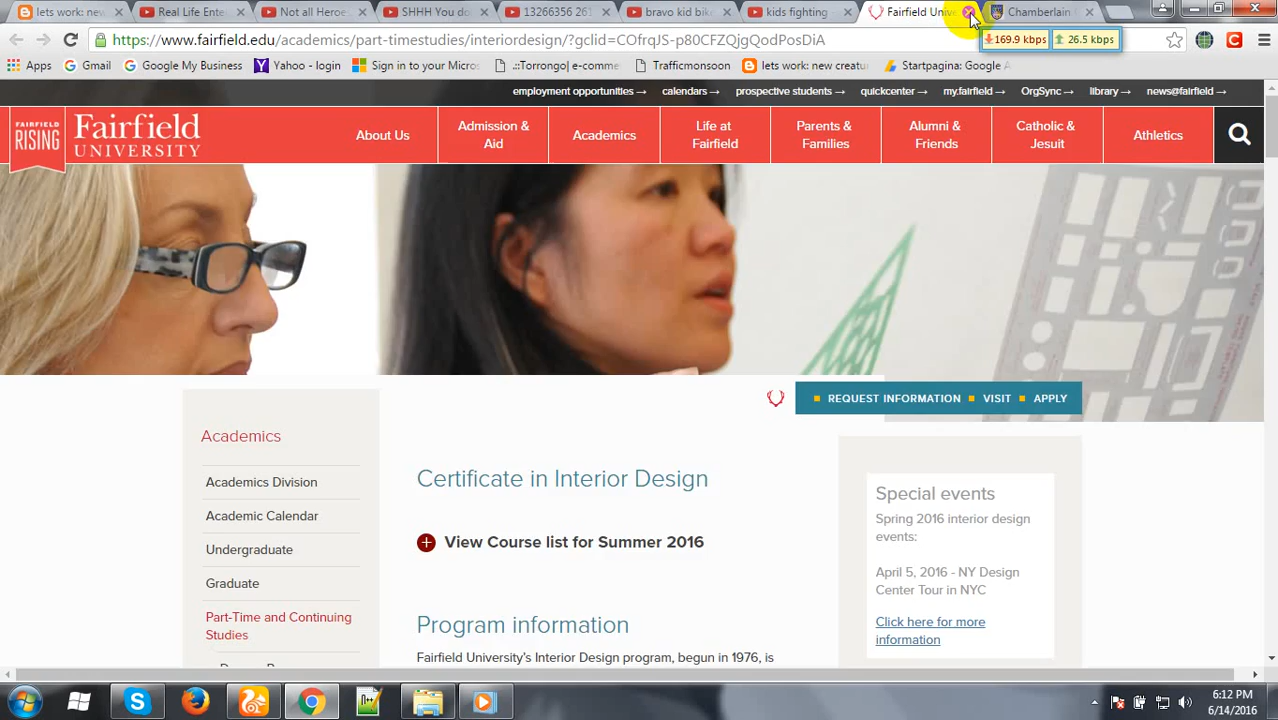 lets work: new
Real Life Ente
Not all Heroe
SHHH You do
13266356 261
bravo kid bike
kids fighting -
Fairfield Unive
Chamberlain
https://www.fairfield.edu/academics/part-timestudies/interiordesign/?gclid=COfrqJS-p80CFZQjgQodPosDiA
169.9 kbps 26.5 kbps
Apps
Gmail
Google My Business
Yahoo - login
Sign in to your Micros
.:Torrongo| e-comme
Trafficmonsoon
lets work: new creatur
Startpagina: Google A
employment opportunities →
calendars →
prospective students →
quickcenter →
my.fairfield →
OrgSync →
library →
news@fairfield →
FAIRFIELD
RISING
Fairfield
UNIVERSITY
About Us
Admission &
Aid
Academics
Life at
Fairfield
Parents &
Families
Alumni &
Friends
Catholic &
Jesuit
Athletics
REQUEST INFORMATION
VISIT
APPLY
Academics
Academics Division
Academic Calendar
Undergraduate
Graduate
Part-Time and Continuing
Studies
Certificate in Interior Design
View Course list for Summer 2016
Program information
Fairfield University's Interior Design program, begun in 1976, is
Special events
Spring 2016 interior design
events:
April 5, 2016 - NY Design
Center Tour in NYC
Click here for more
information
6:12 PM
6/14/2016